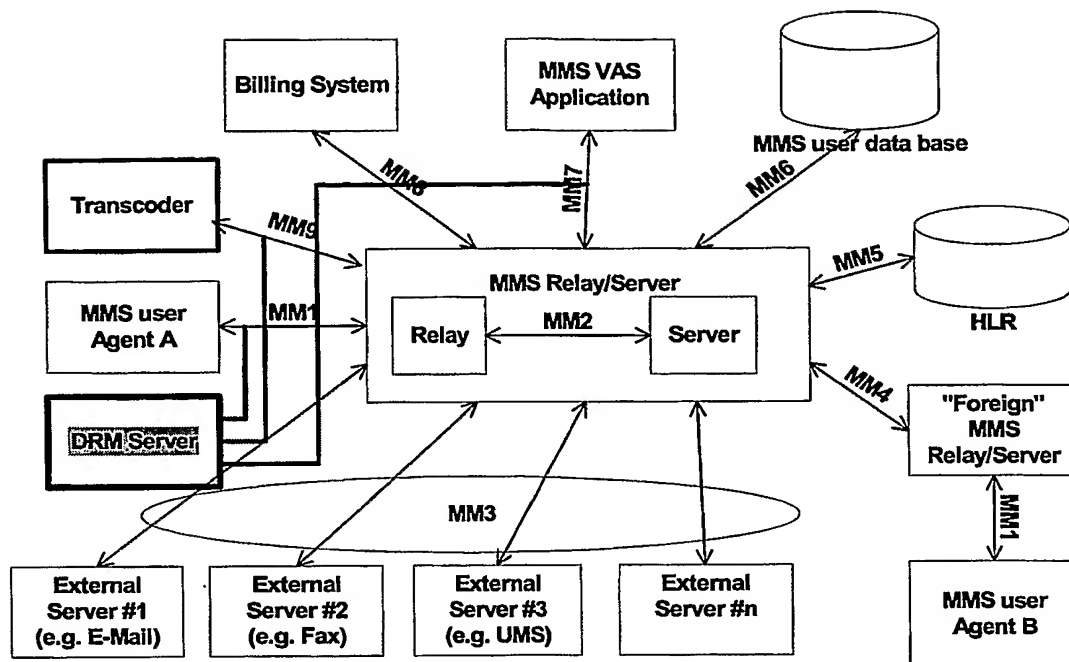 Billing System
MMS VAS
Application
MMS user data base
Transcoder
MM9
MM8
MM7
MM6
MM5
HLR
MMS user
Agent A
MM1
MMS Relay/Server
Relay
MM2
Server
MM4
DRM Server
"Foreign"
MMS
Relay/Server
MM3
MM1
External
Server #1
(e.g. E-Mail)
External
Server #2
(e.g. Fax)
External
Server #3
(e.g. UMS)
External
Server #n
MMS user
Agent B